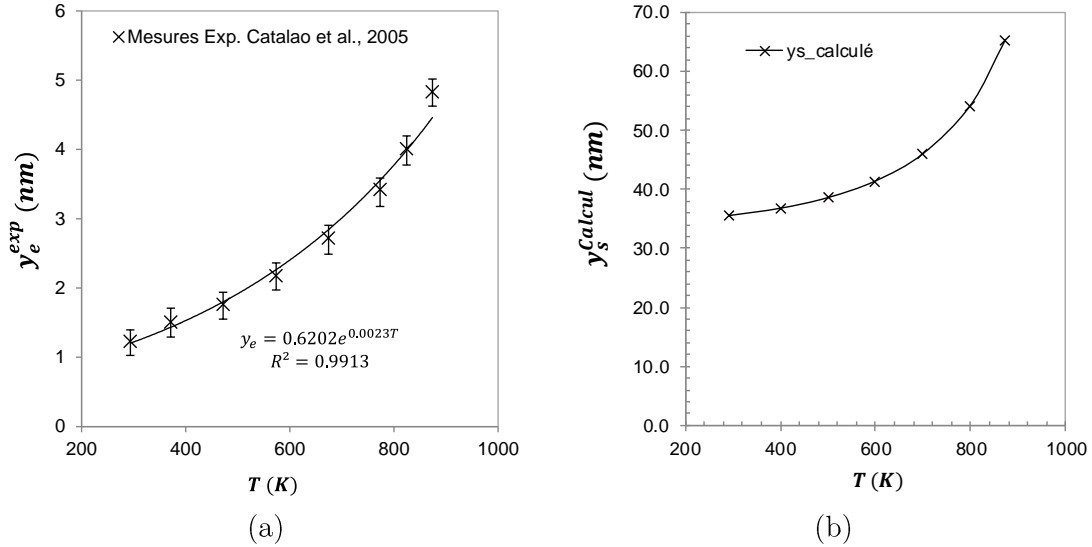 6
5
4
3
2
1
0
200
400
600
800
1000
y_e^exp (nm)
T (K)
Mesures Exp. Catalao et al., 2005
y_e = 0.6202e^0.0023T
R² = 0.9913
(a)
70.0
60.0
50.0
40.0
30.0
20.0
10.0
0.0
200
400
600
800
1000
y_s^Calcul (nm)
T (K)
ys_calculé
(b)